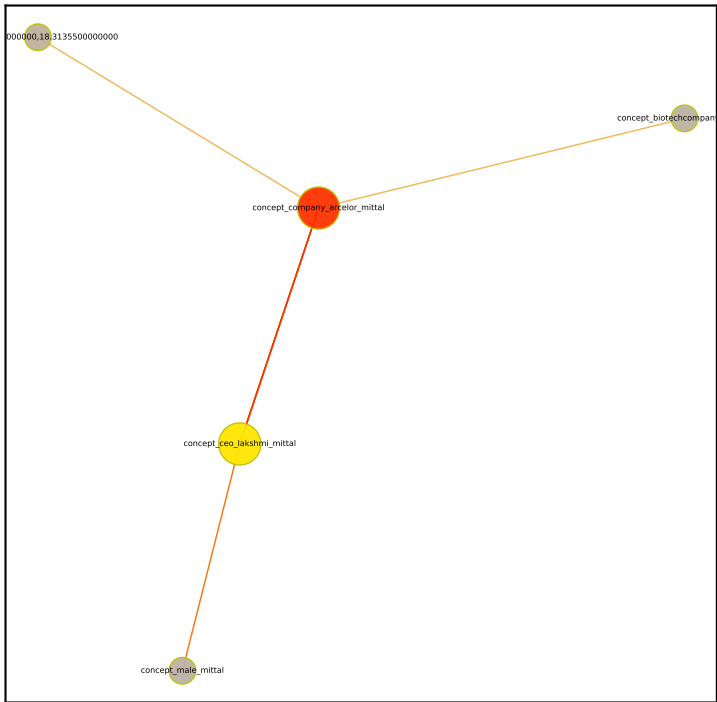 000000,18.3135500000000
concept_biotechcompany
concept_company_arcelor_mittal
concept_ceo_lakshmi_mittal
concept_male_mittal